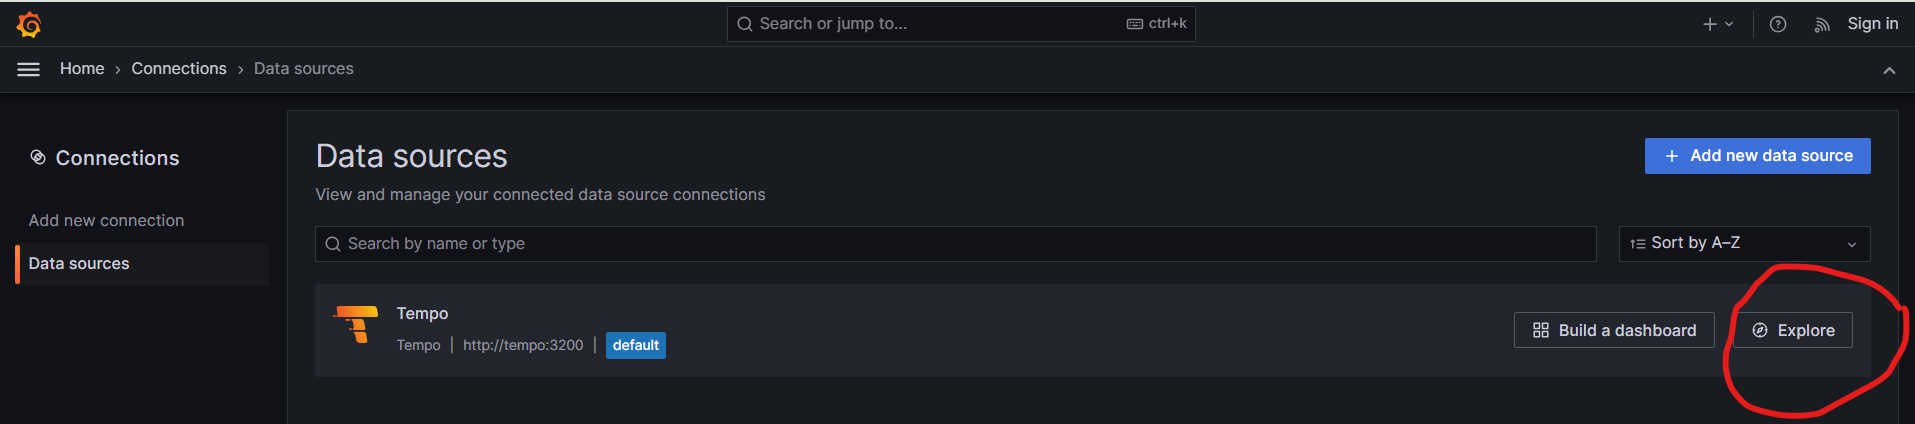 Search or jump to... ctrl+k Sign in
Home › Connections › Data sources
Connections
Add new connection
Data sources
Data sources
View and manage your connected data source connections
+ Add new data source
Search by name or type
Sort by A–Z
Tempo
Tempo | http://tempo:3200 | default
Build a dashboard
Explore